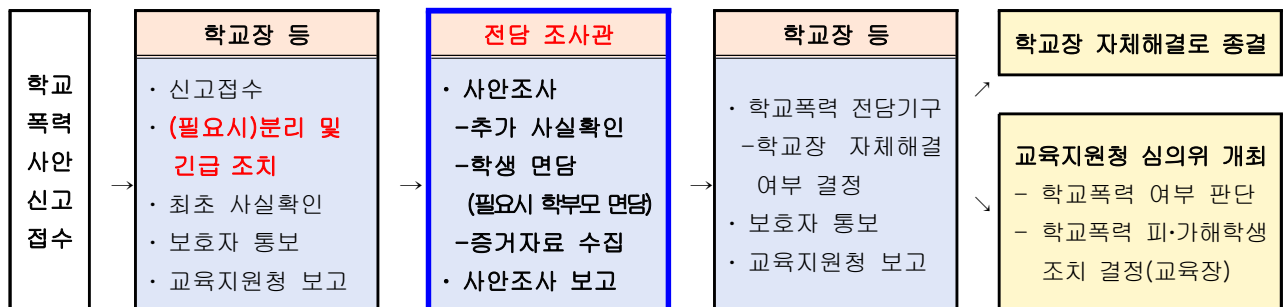 학교
폭력
사안
신고
접수
→
학교장 등
· 신고접수
· (필요시)분리 및
긴급 조치
· 최초 사실확인
· 보호자 통보
· 교육지원청 보고
→
전담 조사관
· 사안조사
-추가 사실확인
-학생 면담
(필요시 학부모 면담)
-증거자료 수집
· 사안조사 보고
→
학교장 등
· 학교폭력 전담기구
-학교장 자체해결
여부 결정
· 보호자 통보
· 교육지원청 보고
↗
학교장 자체해결로 종결
↘
교육지원청 심의위 개최
- 학교폭력 여부 판단
- 학교폭력 피·가해학생
조치 결정(교육장)